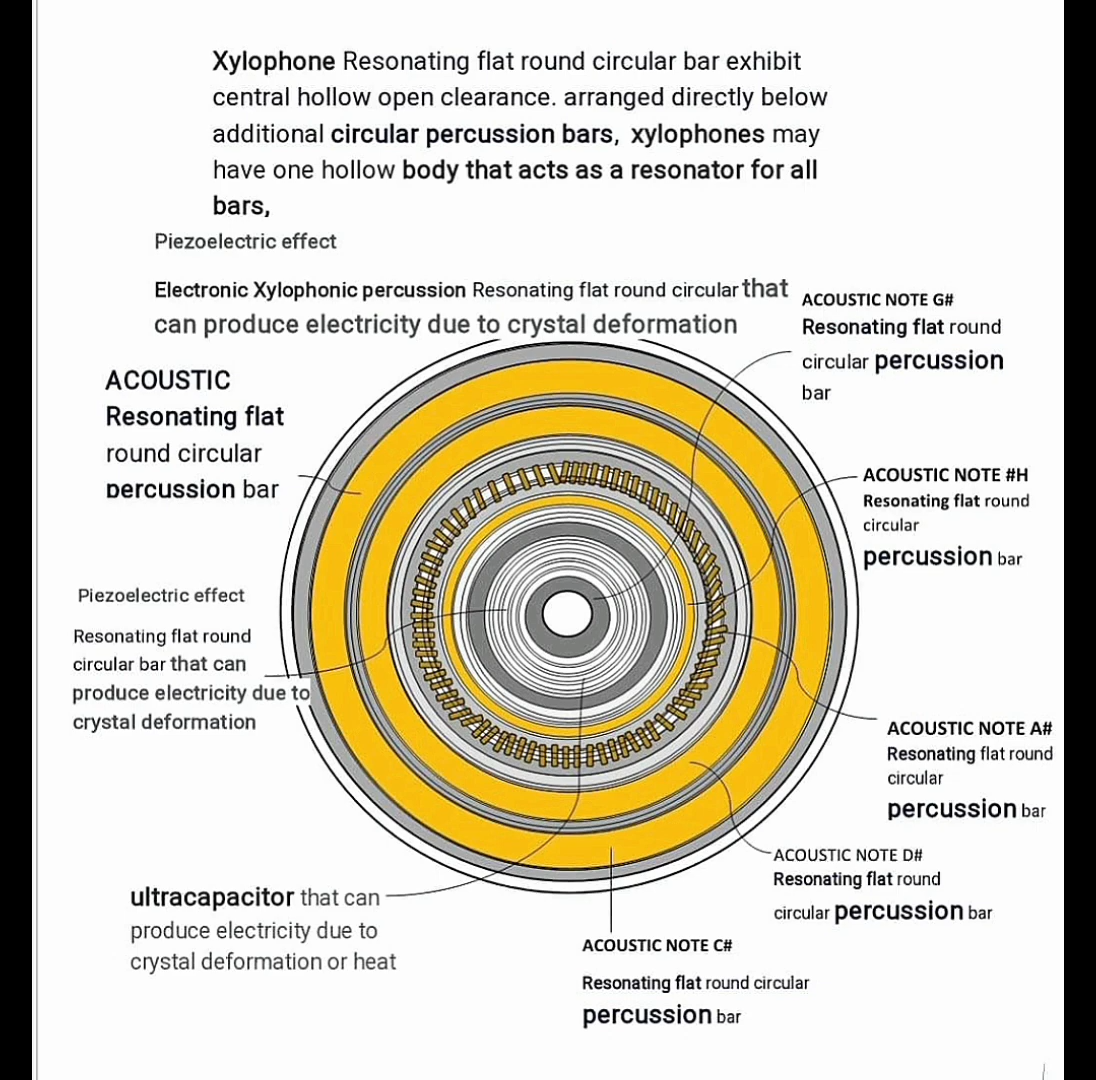 Xylophone Resonating flat round circular bar exhibit
central hollow open clearance. arranged directly below
additional circular percussion bars, xylophones may
have one hollow body that acts as a resonator for all
bars,
Piezoelectric effect
Electronic Xylophonic percussion Resonating flat round circular that
can produce electricity due to crystal deformation
ACOUSTIC NOTE G#
Resonating flat round
circular percussion
bar
ACOUSTIC
Resonating flat
round circular
percussion bar
ACOUSTIC NOTE #H
Resonating flat round
circular
percussion bar
Piezoelectric effect
Resonating flat round
circular bar that can
produce electricity due to
crystal deformation
ACOUSTIC NOTE A#
Resonating flat round
circular
percussion bar
ACOUSTIC NOTE D#
Resonating flat round
circular percussion bar
ultracapacitor that can
produce electricity due to
crystal deformation or heat
ACOUSTIC NOTE C#
Resonating flat round circular
percussion bar